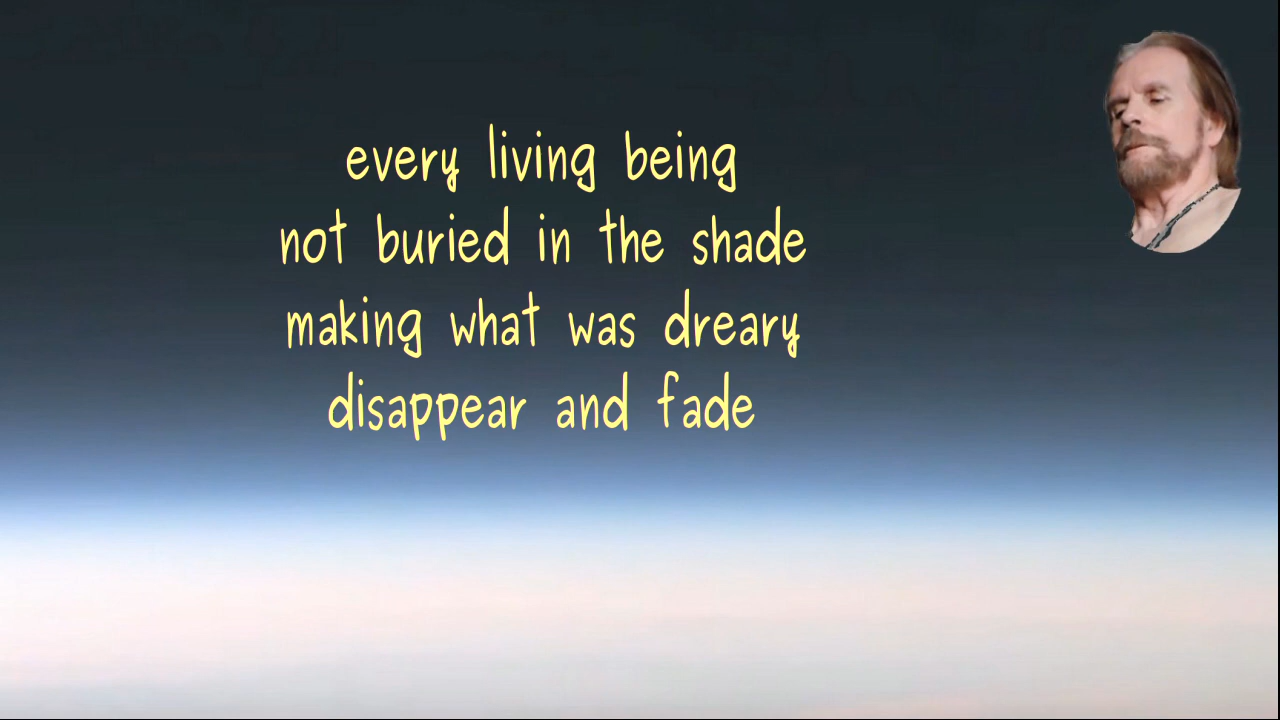 every living being
not buried in the shade
making what was dreary
disappear and fade